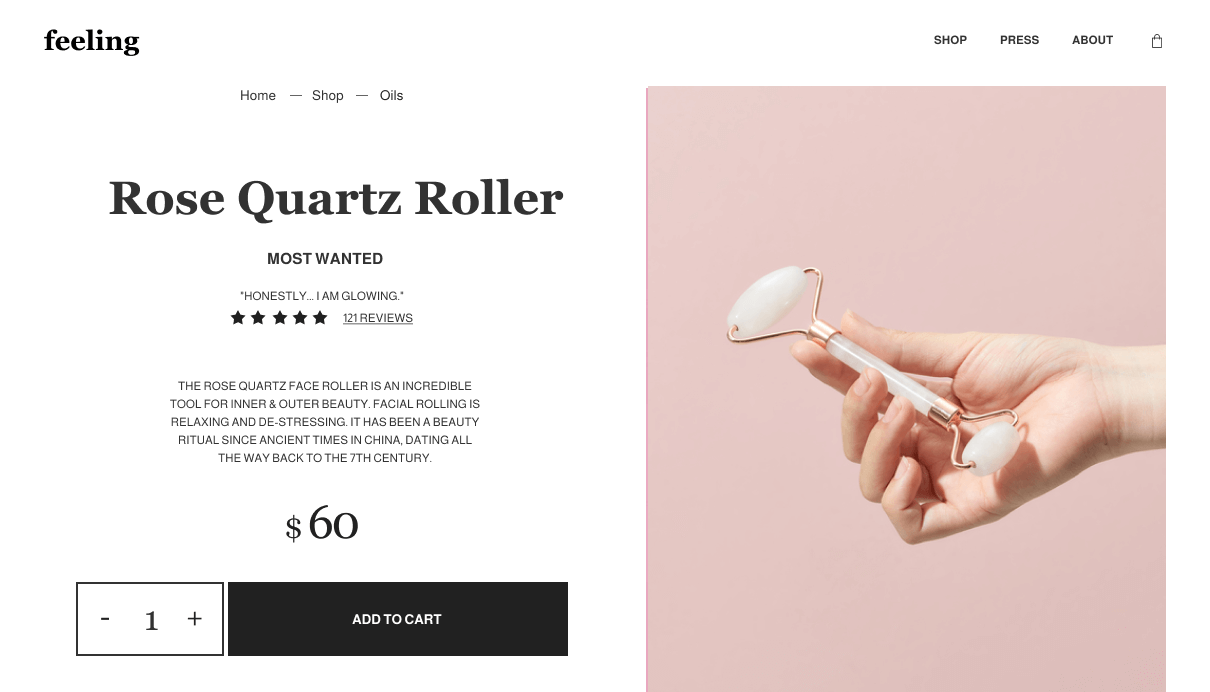 feeling
SHOP PRESS ABOUT
Home — Shop — Oils
Rose Quartz Roller
MOST WANTED
"HONESTLY... I AM GLOWING."
121 REVIEWS
THE ROSE QUARTZ FACE ROLLER IS AN INCREDIBLE
TOOL FOR INNER & OUTER BEAUTY. FACIAL ROLLING IS
RELAXING AND DE-STRESSING. IT HAS BEEN A BEAUTY
RITUAL SINCE ANCIENT TIMES IN CHINA, DATING ALL
THE WAY BACK TO THE 7TH CENTURY.
$ 60
- 1 + ADD TO CART